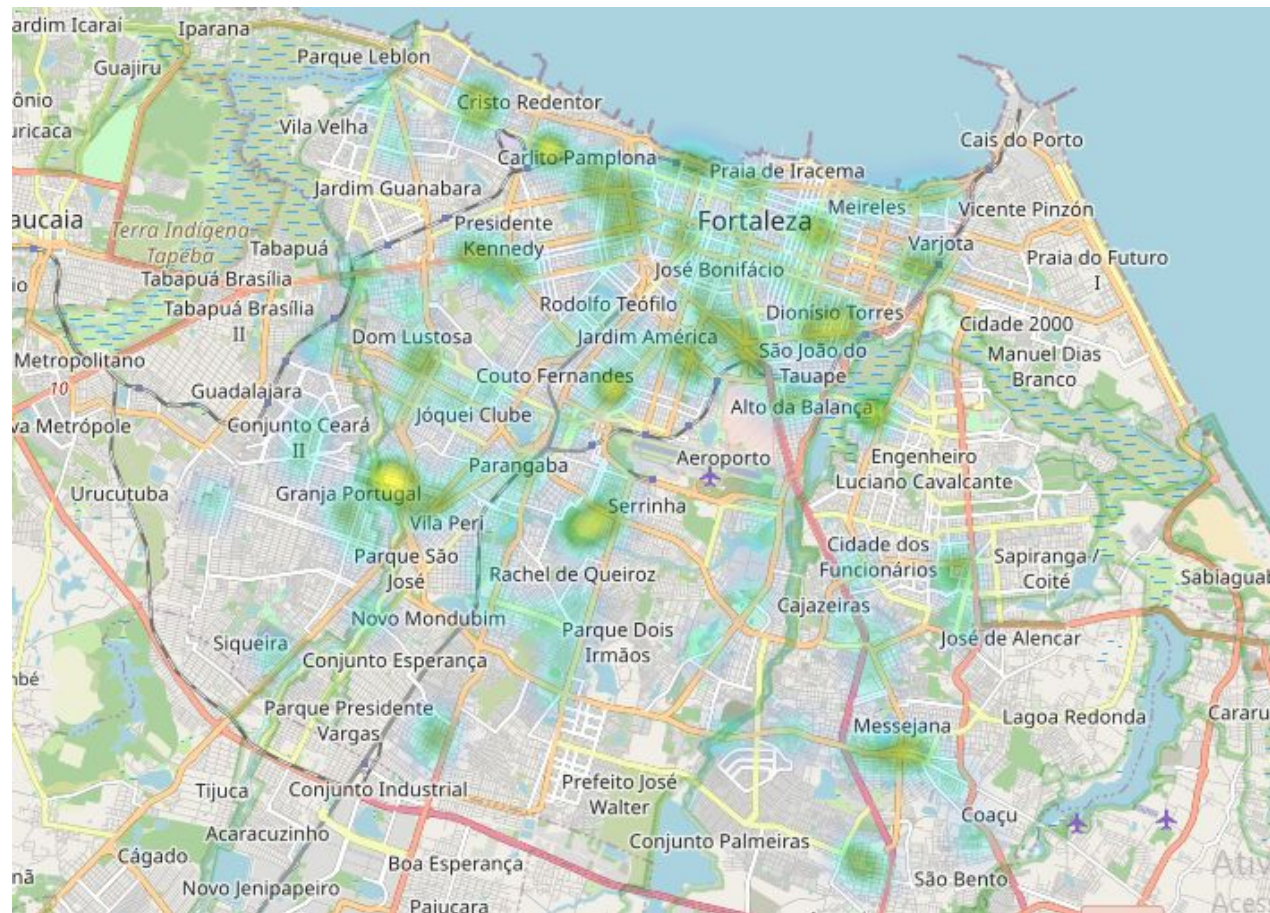 ardim Icaraí
Iparana
Parque Leblon
Guajiru
ônio
uricaca
Cristo Redentor
Vila Velha
Cais do Porto
Carlito Pamplona
Praia de Iracema
Jardim Guanabara
aucaia
Terra Indígena
Tapéba
Presidente
Kennedy
Fortaleza
Meireles
Vicente Pinzón
Tabapuá
Varjota
Praia do Futuro
I
Tabapuá Brasília
José Bonifácio
io
Tabapuá Brasília
II
Rodolfo Teófilo
Dionísio Torres
Cidade 2000
Dom Lustosa
Jardim América
São João do
Tauape
Manuel Dias
Branco
Metropolitano
10
Guadalajara
Couto Fernandes
va Metrópole
Conjunto Ceará
II
Jóquei Clube
Alto da Balança
Parangaba
Aeroporto
Engenheiro
Luciano Cavalcante
Urucutuba
Granja Portugal
Serrinha
Vila Peri
Parque São
José
Rachel de Queiroz
Cidade dos
Funcionários
Sapiranga /
Coité
Sabiaguab
Novo Mondubim
Cajazeiras
Siqueira
Parque Dois
Irmãos
José de Alencar
Conjunto Esperança
mbé
Parque Presidente
Vargas
Messejana
Lagoa Redonda
Cararu
Tijuca
Conjunto Industrial
Prefeito José
Walter
Coaçu
Acaracuzinho
Conjunto Palmeiras
Cágado
Boa Esperança
São Bento
nã
Novo Jenipapeiro
Pajuçara
Ativ
Aces